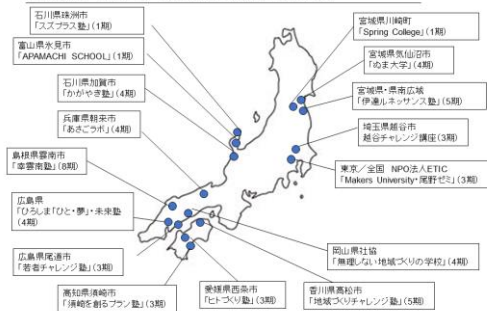 石川県珠洲市
「スズプラス塾」(1期)
富山県氷見市
「APAMACHI SCHOOL」(1期)
石川県加賀市
「かがやき塾」(4期)
兵庫県朝来市
「あさごラボ」(4期)
島根県雲南市
「幸雲南塾」(8期)
広島県
「ひろしま「ひと・夢」・未来塾
(4期)
広島県尾道市
「若者チャレンジ塾」(3期)
高知県須崎市
「須崎を創るプラン塾」(3期)
愛媛県西条市
「ヒトづくり塾」(3期)
香川県高松市
「地域づくりチャレンジ塾」(5期)
岡山県社協
「無理しない地域づくりの学校」(4期)
東京/全国 NPO法人ETIC
「Makers University・尾野ゼミ」(3期)
埼玉県越谷市
越谷チャレンジ講座(3期)
宮城県・県南広域
「伊達ルネッサンス塾」(5期)
宮城県気仙沼市
「ぬま大学」(4期)
宮城県川崎町
「Spring College」(1期)